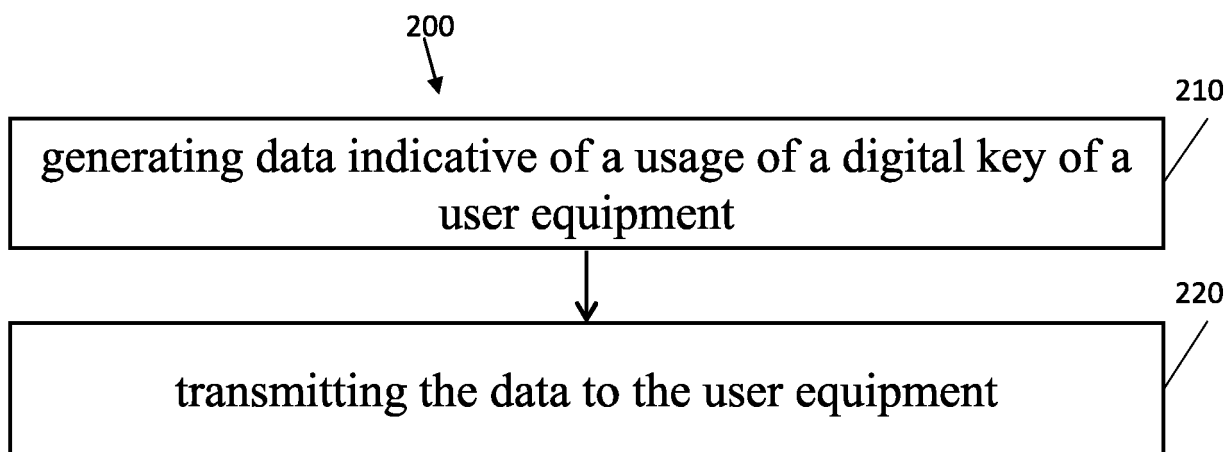 200
210
generating data indicative of a usage of a digital key of a
user equipment
220
transmitting the data to the user equipment